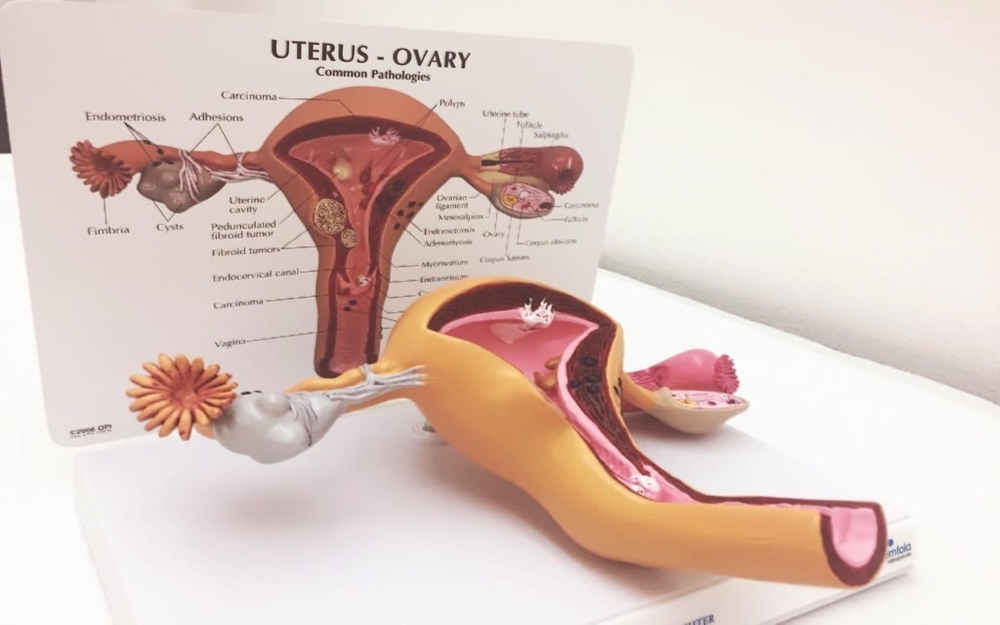 UTERUS - OVARY
Common Pathologies
Carcinoma
Polyps
Endometriosis
Adhesions
Uterine tube
Follicle
Salpingitis
Uterine
cavity
Ovarian
ligament
Carcinoma
Mesosalpinx
Follicle
Fimbria
Cysts
Pedunculated
fibroid tumor
Endometriosis
Ovary
Adenomyosis
Corpus albicans
Fibroid tumors
Corpus luteum
Myometrium
Endocervical canal
Endometrium
Carcinoma
Vagina
©2006 GPI